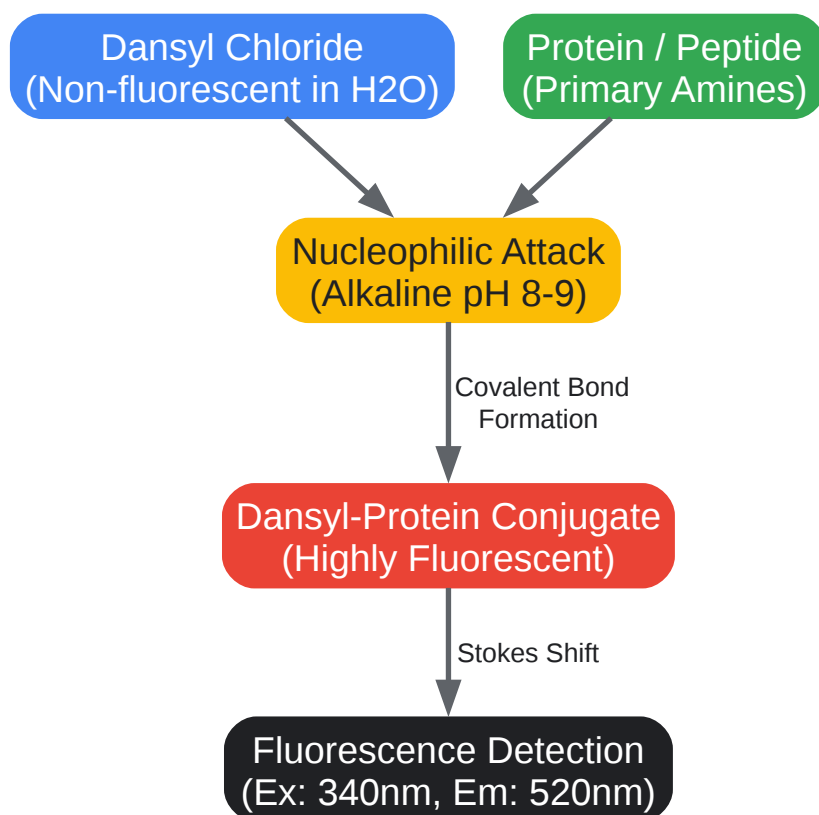 Dansyl Chloride
(Non-fluorescent in H2O)
Protein / Peptide
(Primary Amines)
Nucleophilic Attack
(Alkaline pH 8-9)
Covalent Bond
Formation
Dansyl-Protein Conjugate
(Highly Fluorescent)
Stokes Shift
Fluorescence Detection
(Ex: 340nm, Em: 520nm)